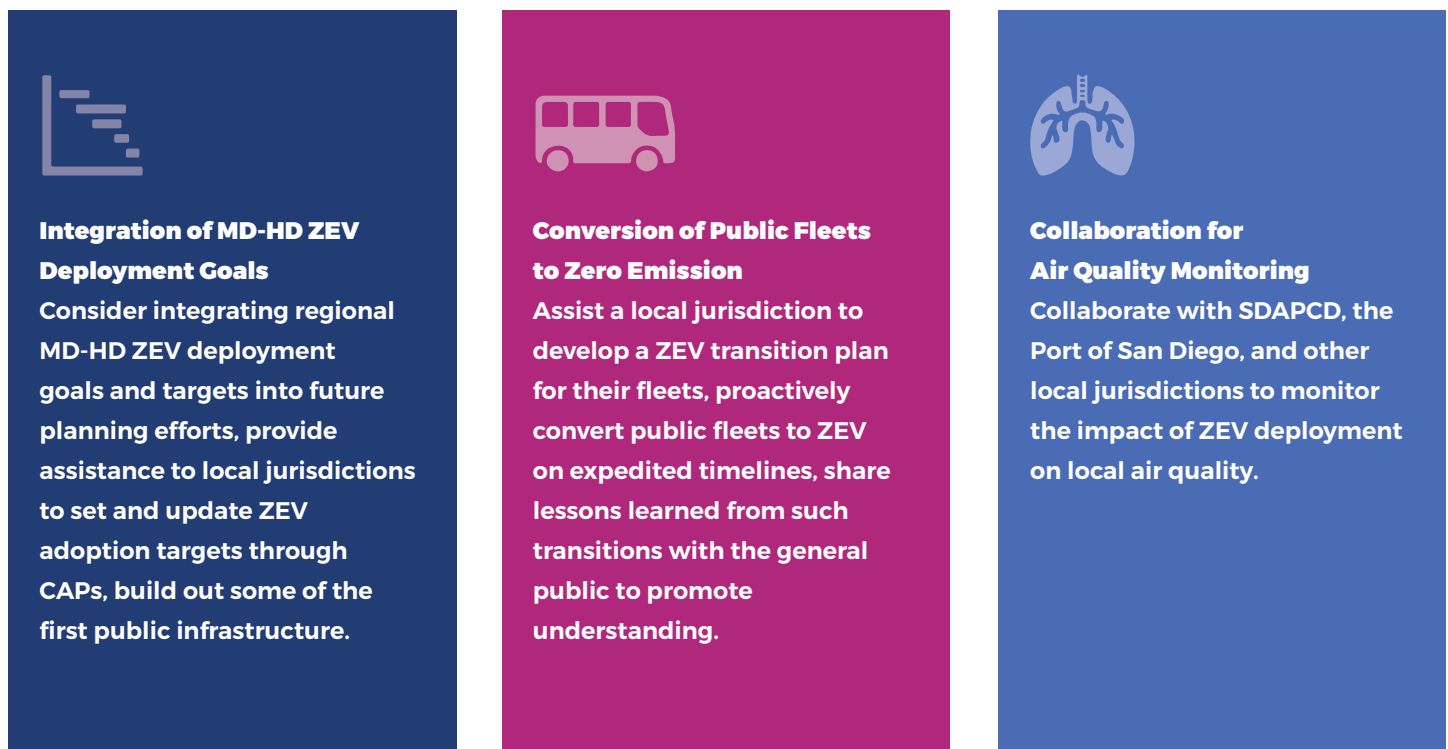 Integration of MD-HD ZEV
Deployment Goals
Consider integrating regional
MD-HD ZEV deployment
goals and targets into future
planning efforts, provide
assistance to local jurisdictions
to set and update ZEV
adoption targets through
CAPs, build out some of the
first public infrastructure.
Conversion of Public Fleets
to Zero Emission
Assist a local jurisdiction to
develop a ZEV transition plan
for their fleets, proactively
convert public fleets to ZEV
on expedited timelines, share
lessons learned from such
transitions with the general
public to promote
understanding.
Collaboration for
Air Quality Monitoring
Collaborate with SDAPCD, the
Port of San Diego, and other
local jurisdictions to monitor
the impact of ZEV deployment
on local air quality.